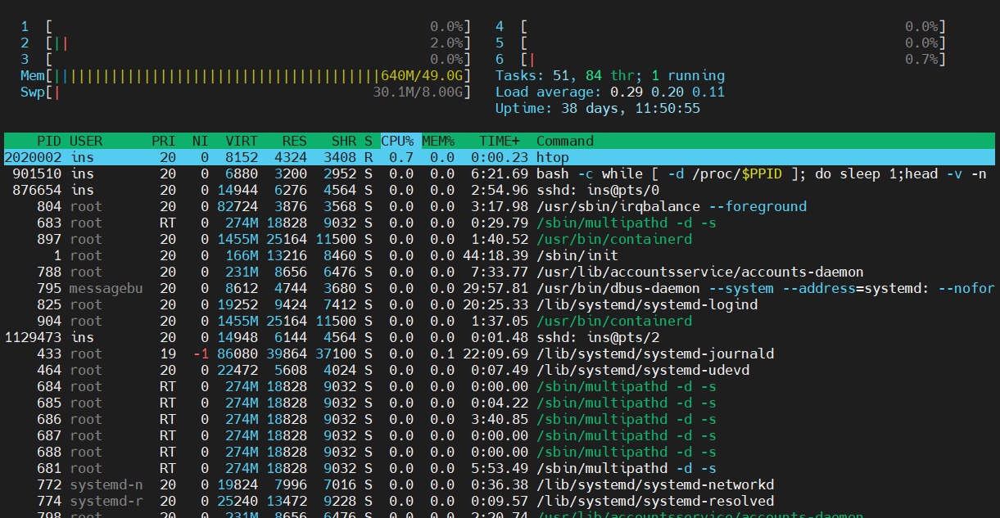 1 [ 0.0%] 4 [ 0.0%]
2 [|| 2.0%] 5 [ 0.0%]
3 [ 0.0%] 6 [| 0.7%]
Mem[||||||||||||||||||||||||||||||||||||||||640M/49.0G] Tasks: 51, 84 thr; 1 running
Swp[| 30.1M/8.00G] Load average: 0.29 0.20 0.11
Uptime: 38 days, 11:50:55
PID USER PRI NI VIRT RES SHR S CPU% MEM% TIME+ Command
2020002 ins 20 0 8152 4324 3408 R 0.7 0.0 0:00.23 htop
901510 ins 20 0 6880 3200 2952 S 0.0 0.0 6:21.69 bash -c while [ -d /proc/$PPID ]; do sleep 1;head -v -n
876654 ins 20 0 14944 6276 4564 S 0.0 0.0 2:54.96 sshd: ins@pts/0
804 root 20 0 82724 3876 3568 S 0.0 0.0 3:17.98 /usr/sbin/irqbalance --foreground
683 root RT 0 274M 18828 9032 S 0.0 0.0 0:29.79 /sbin/multipathd -d -s
897 root 20 0 1455M 25164 11500 S 0.0 0.0 1:40.52 /usr/bin/containerd
1 root 20 0 166M 13216 8460 S 0.0 0.0 44:18.39 /sbin/init
788 root 20 0 231M 8656 6476 S 0.0 0.0 7:33.77 /usr/lib/accountsservice/accounts-daemon
795 messagebu 20 0 8612 4744 3680 S 0.0 0.0 29:57.81 /usr/bin/dbus-daemon --system --address=systemd: --nofor
825 root 20 0 19252 9424 7412 S 0.0 0.0 20:25.33 /lib/systemd/systemd-logind
904 root 20 0 1455M 25164 11500 S 0.0 0.0 1:37.05 /usr/bin/containerd
1129473 ins 20 0 14948 6144 4564 S 0.0 0.0 0:01.48 sshd: ins@pts/2
433 root 19 -1 86080 39864 37100 S 0.0 0.1 22:09.69 /lib/systemd/systemd-journald
464 root 20 0 22472 5608 4024 S 0.0 0.0 0:07.49 /lib/systemd/systemd-udevd
684 root RT 0 274M 18828 9032 S 0.0 0.0 0:00.00 /sbin/multipathd -d -s
685 root RT 0 274M 18828 9032 S 0.0 0.0 0:04.22 /sbin/multipathd -d -s
686 root RT 0 274M 18828 9032 S 0.0 0.0 3:40.85 /sbin/multipathd -d -s
687 root RT 0 274M 18828 9032 S 0.0 0.0 0:00.00 /sbin/multipathd -d -s
688 root RT 0 274M 18828 9032 S 0.0 0.0 0:00.00 /sbin/multipathd -d -s
681 root RT 0 274M 18828 9032 S 0.0 0.0 5:53.49 /sbin/multipathd -d -s
772 systemd-n 20 0 19824 7996 7016 S 0.0 0.0 0:36.38 /lib/systemd/systemd-networkd
774 systemd-r 20 0 25240 13472 9228 S 0.0 0.0 0:09.57 /lib/systemd/systemd-resolved
798 root 20 0 231M 8656 6476 S 0.0 0.0 2:20.74 /usr/lib/accountsservice/accounts-daemon